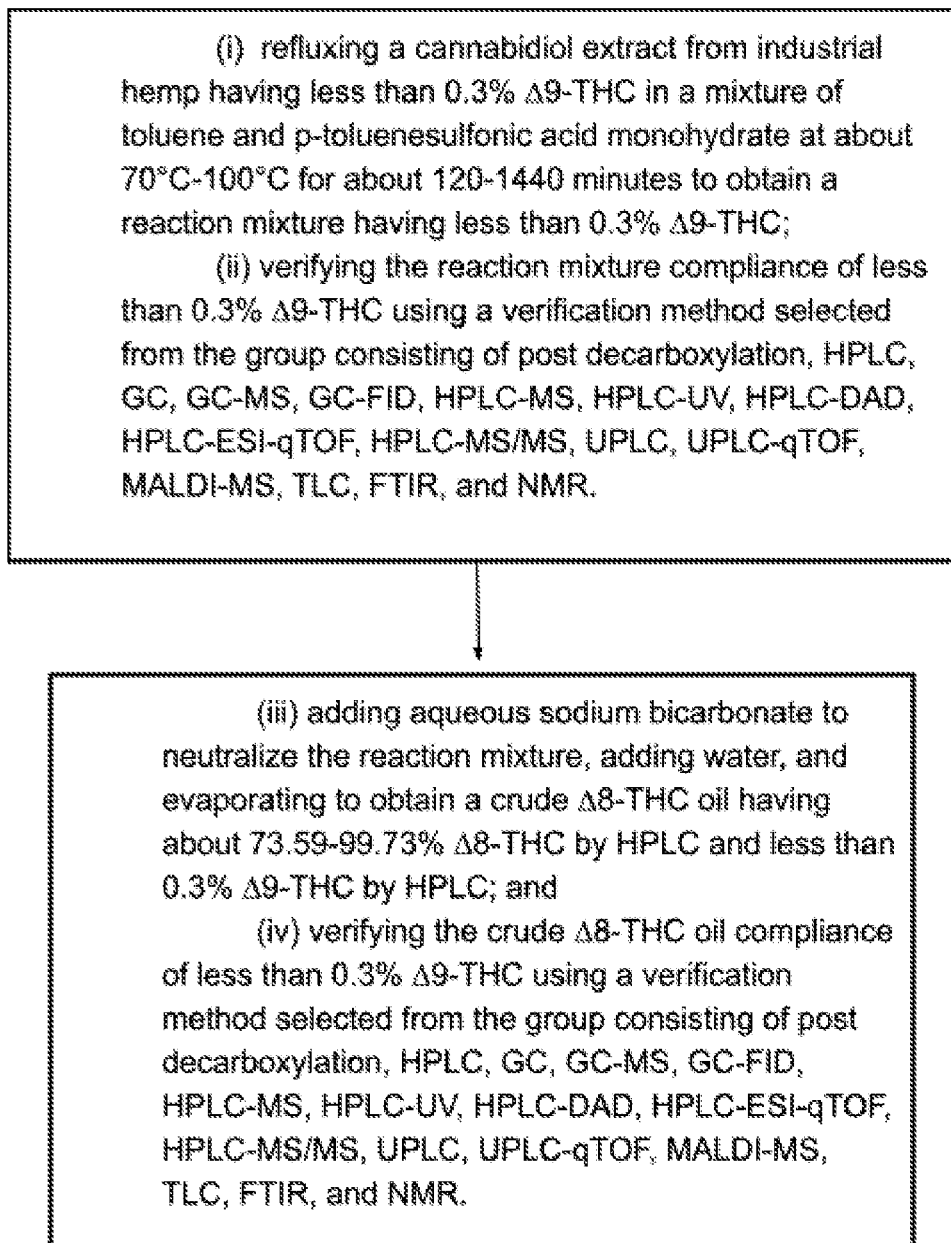 (i) refluxing a cannabidiol extract from industrial
hemp having less than 0.3% Δ9-THC in a mixture of
toluene and p-toluenesulfonic acid monohydrate at about
70°C-100°C for about 120-1440 minutes to obtain a
reaction mixture having less than 0.3% Δ9-THC;
(ii) verifying the reaction mixture compliance of less
than 0.3% Δ9-THC using a verification method selected
from the group consisting of post decarboxylation, HPLC,
GC, GC-MS, GC-FID, HPLC-MS, HPLC-UV, HPLC-DAD,
HPLC-ESI-qTOF, HPLC-MS/MS, UPLC, UPLC-qTOF,
MALDI-MS, TLC, FTIR, and NMR.
(iii) adding aqueous sodium bicarbonate to
neutralize the reaction mixture, adding water, and
evaporating to obtain a crude Δ8-THC oil having
about 73.59-99.73% Δ8-THC by HPLC and less than
0.3% Δ9-THC by HPLC; and
(iv) verifying the crude Δ8-THC oil compliance
of less than 0.3% Δ9-THC using a verification
method selected from the group consisting of post
decarboxylation, HPLC, GC, GC-MS, GC-FID,
HPLC-MS, HPLC-UV, HPLC-DAD, HPLC-ESI-qTOF,
HPLC-MS/MS, UPLC, UPLC-qTOF, MALDI-MS,
TLC, FTIR, and NMR.